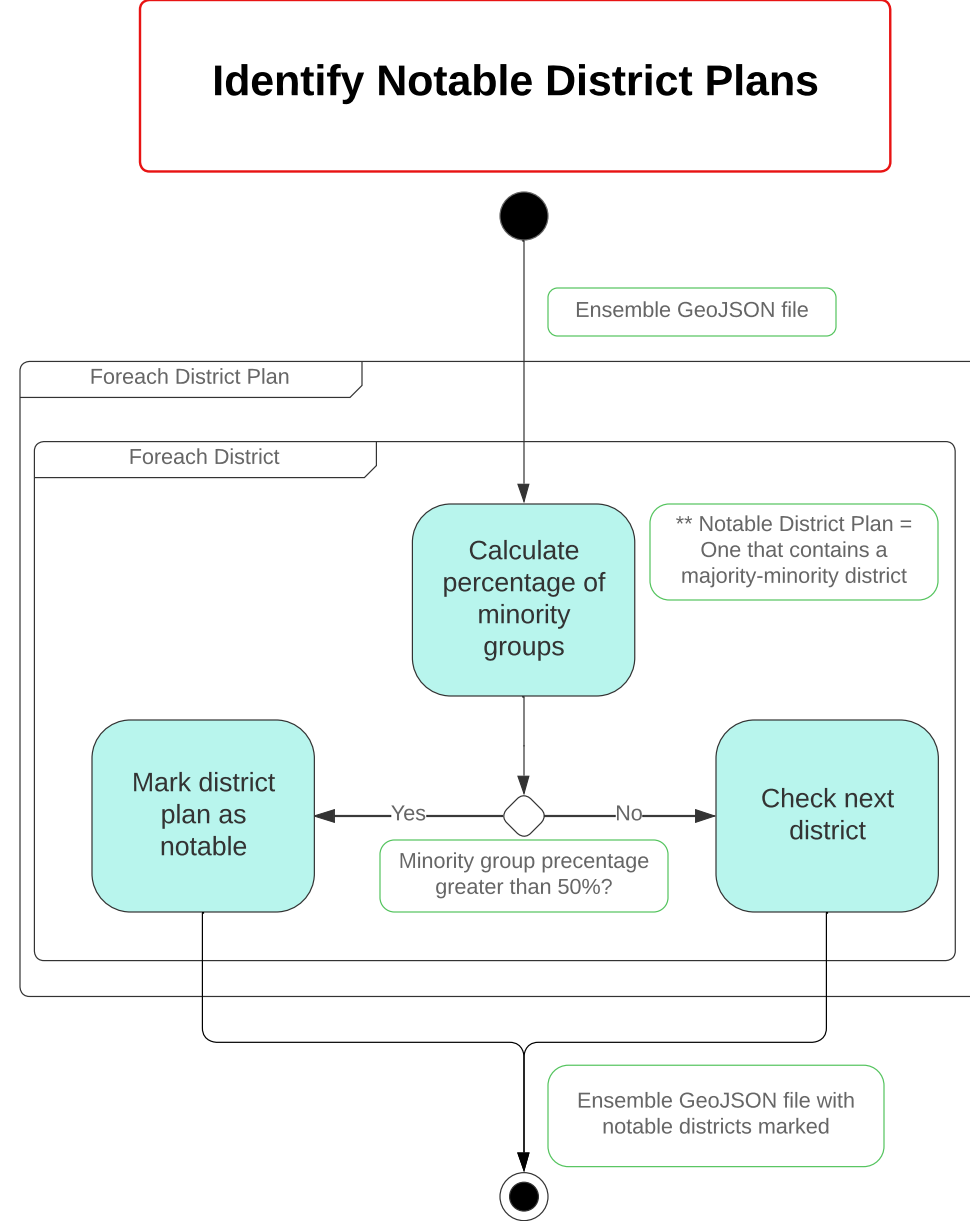 Identify Notable District Plans
Ensemble GeoJSON file
Foreach District Plan
Foreach District
Calculate
percentage of
minority
groups
** Notable District Plan =
One that contains a
majority-minority district
Mark district
plan as
notable
Yes
No
Check next
district
Minority group precentage
greater than 50%?
Ensemble GeoJSON file with
notable districts marked